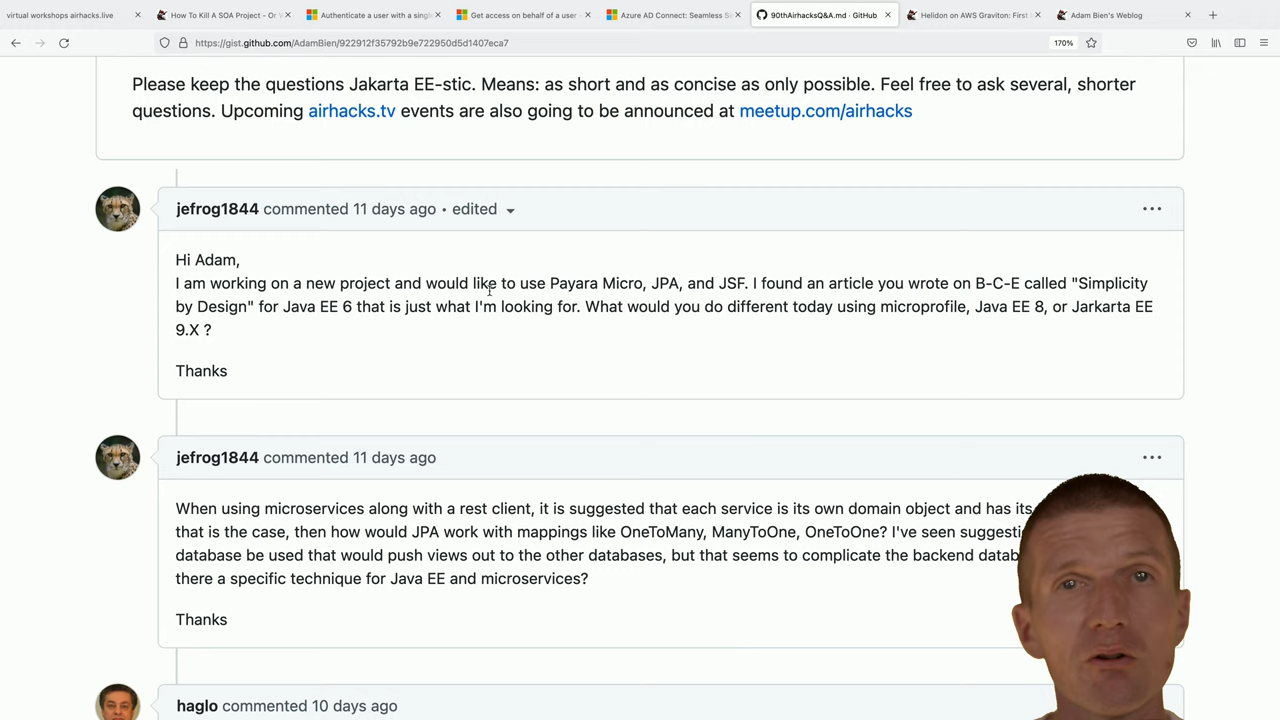 virtual workshops airhacks.live
How To Kill A SOA Project - Or W
Authenticate a user with a single
Get access on behalf of a user -
Azure AD Connect: Seamless Si
90thAirhacksQ&A.md · GitHub
Helidon on AWS Graviton: First
Adam Bien's Weblog
https://gist.github.com/AdamBien/922912f35792b9e722950d5d1407eca7
170%
Please keep the questions Jakarta EE-stic. Means: as short and as concise as only possible. Feel free to ask several, shorter
questions. Upcoming airhacks.tv events are also going to be announced at meetup.com/airhacks
jefrog1844 commented 11 days ago • edited
Hi Adam,
I am working on a new project and would like to use Payara Micro, JPA, and JSF. I found an article you wrote on B-C-E called "Simplicity
by Design" for Java EE 6 that is just what I'm looking for. What would you do different today using microprofile, Java EE 8, or Jarkarta EE
9.X ?
Thanks
jefrog1844 commented 11 days ago
When using microservices along with a rest client, it is suggested that each service is its own domain object and has its
that is the case, then how would JPA work with mappings like OneToMany, ManyToOne, OneToOne? I've seen suggesti
database be used that would push views out to the other databases, but that seems to complicate the backend datab
there a specific technique for Java EE and microservices?
Thanks
haglo commented 10 days ago